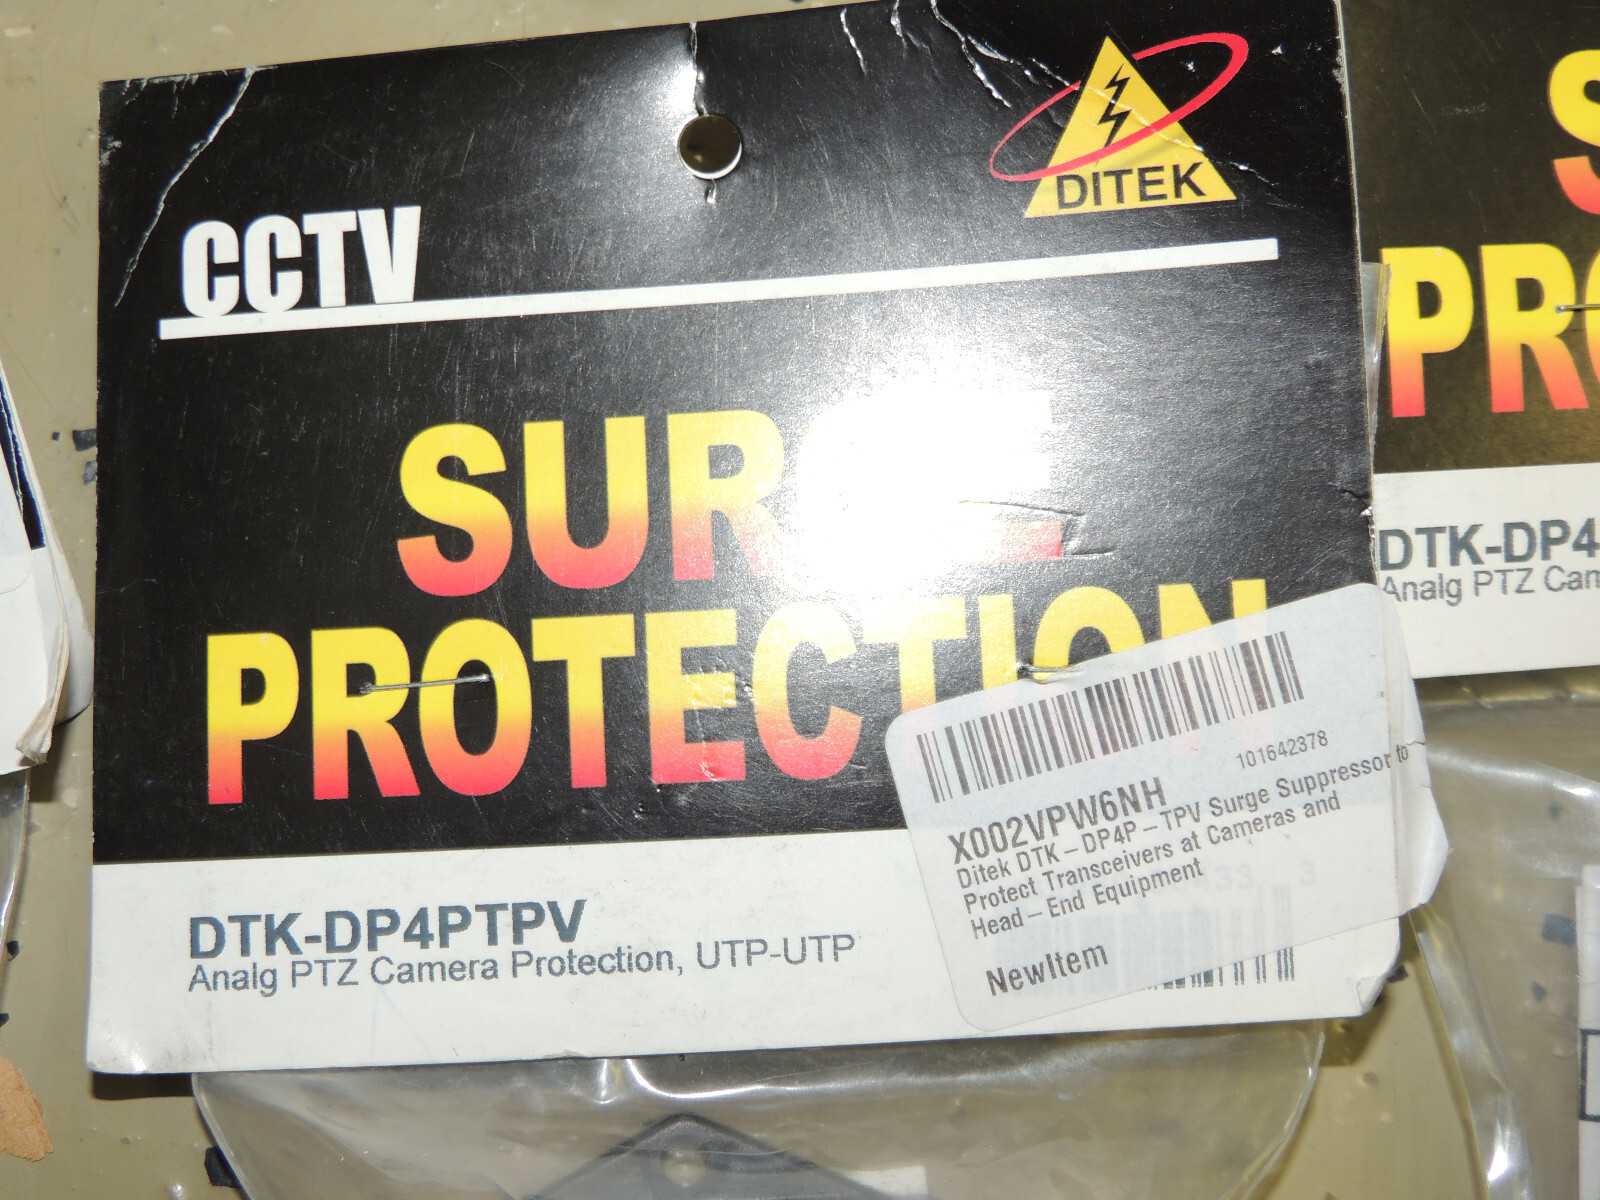 DITEK
CCTV
SURGE
PROTECTION
101642378
X002VPW6NH
Ditek DTK-DP4P-TPV Surge Suppressor to
Protect Transceivers at Cameras and
Head-End Equipment
NewItem
DTK-DP4PTPV
Analg PTZ Camera Protection, UTP-UTP
DTK-DP4
Analg PTZ